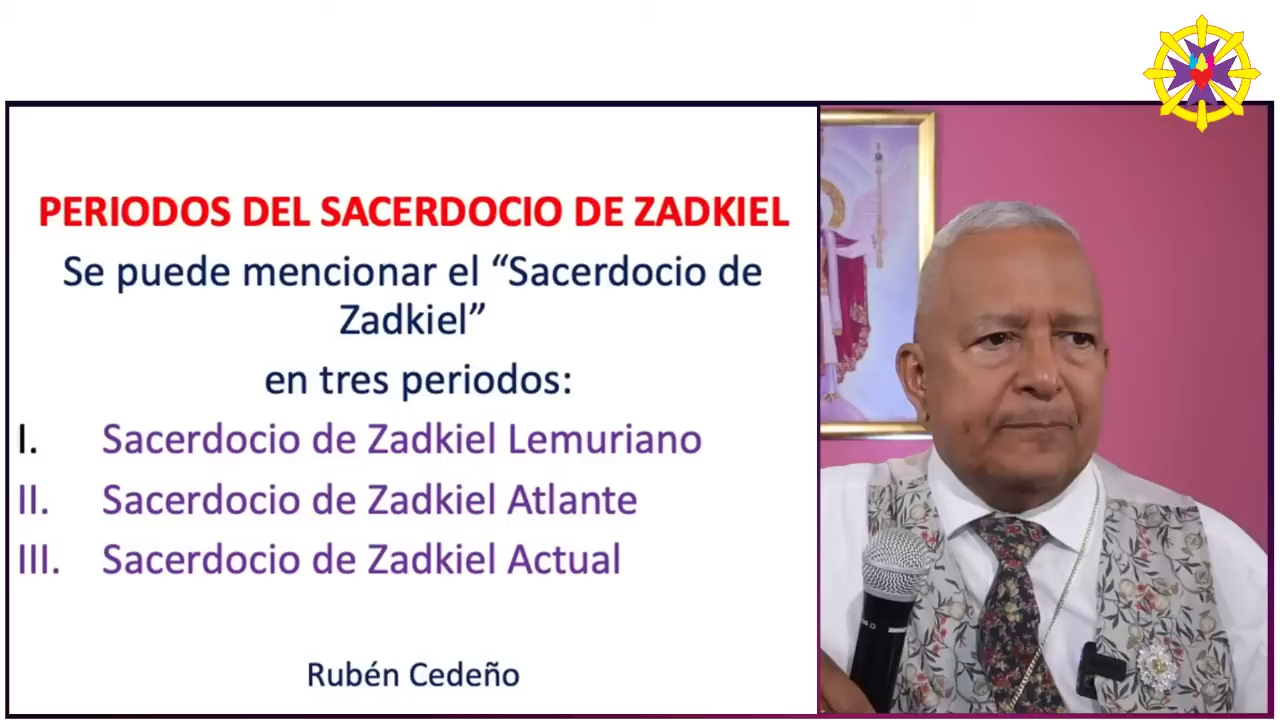 PERIODOS DEL SACERDOCIO DE ZADKIEL
Se puede mencionar el “Sacerdocio de
Zadkiel”
en tres periodos:
I. Sacerdocio de Zadkiel Lemuriano
II. Sacerdocio de Zadkiel Atlante
III. Sacerdocio de Zadkiel Actual
Rubén Cedeño